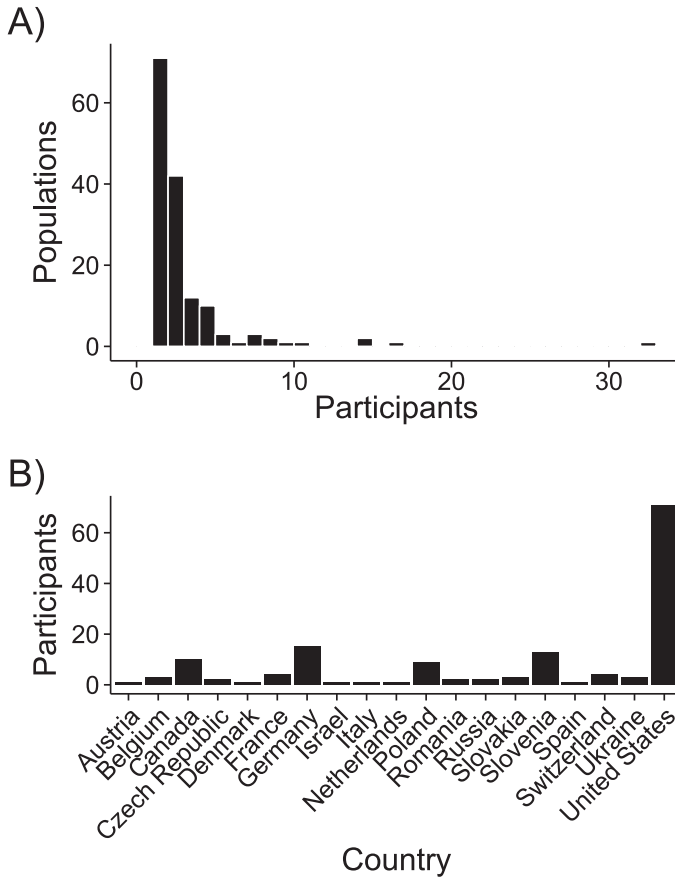 A)
Populations
60
40
20
0
0 10 20 30
Participants
B)
Participants
60
40
20
0
Austria
Belgium
Canada
Czech Republic
Denmark
France
Germany
Israel
Italy
Netherlands
Poland
Romania
Russia
Slovakia
Slovenia
Spain
Switzerland
Ukraine
United States
Country